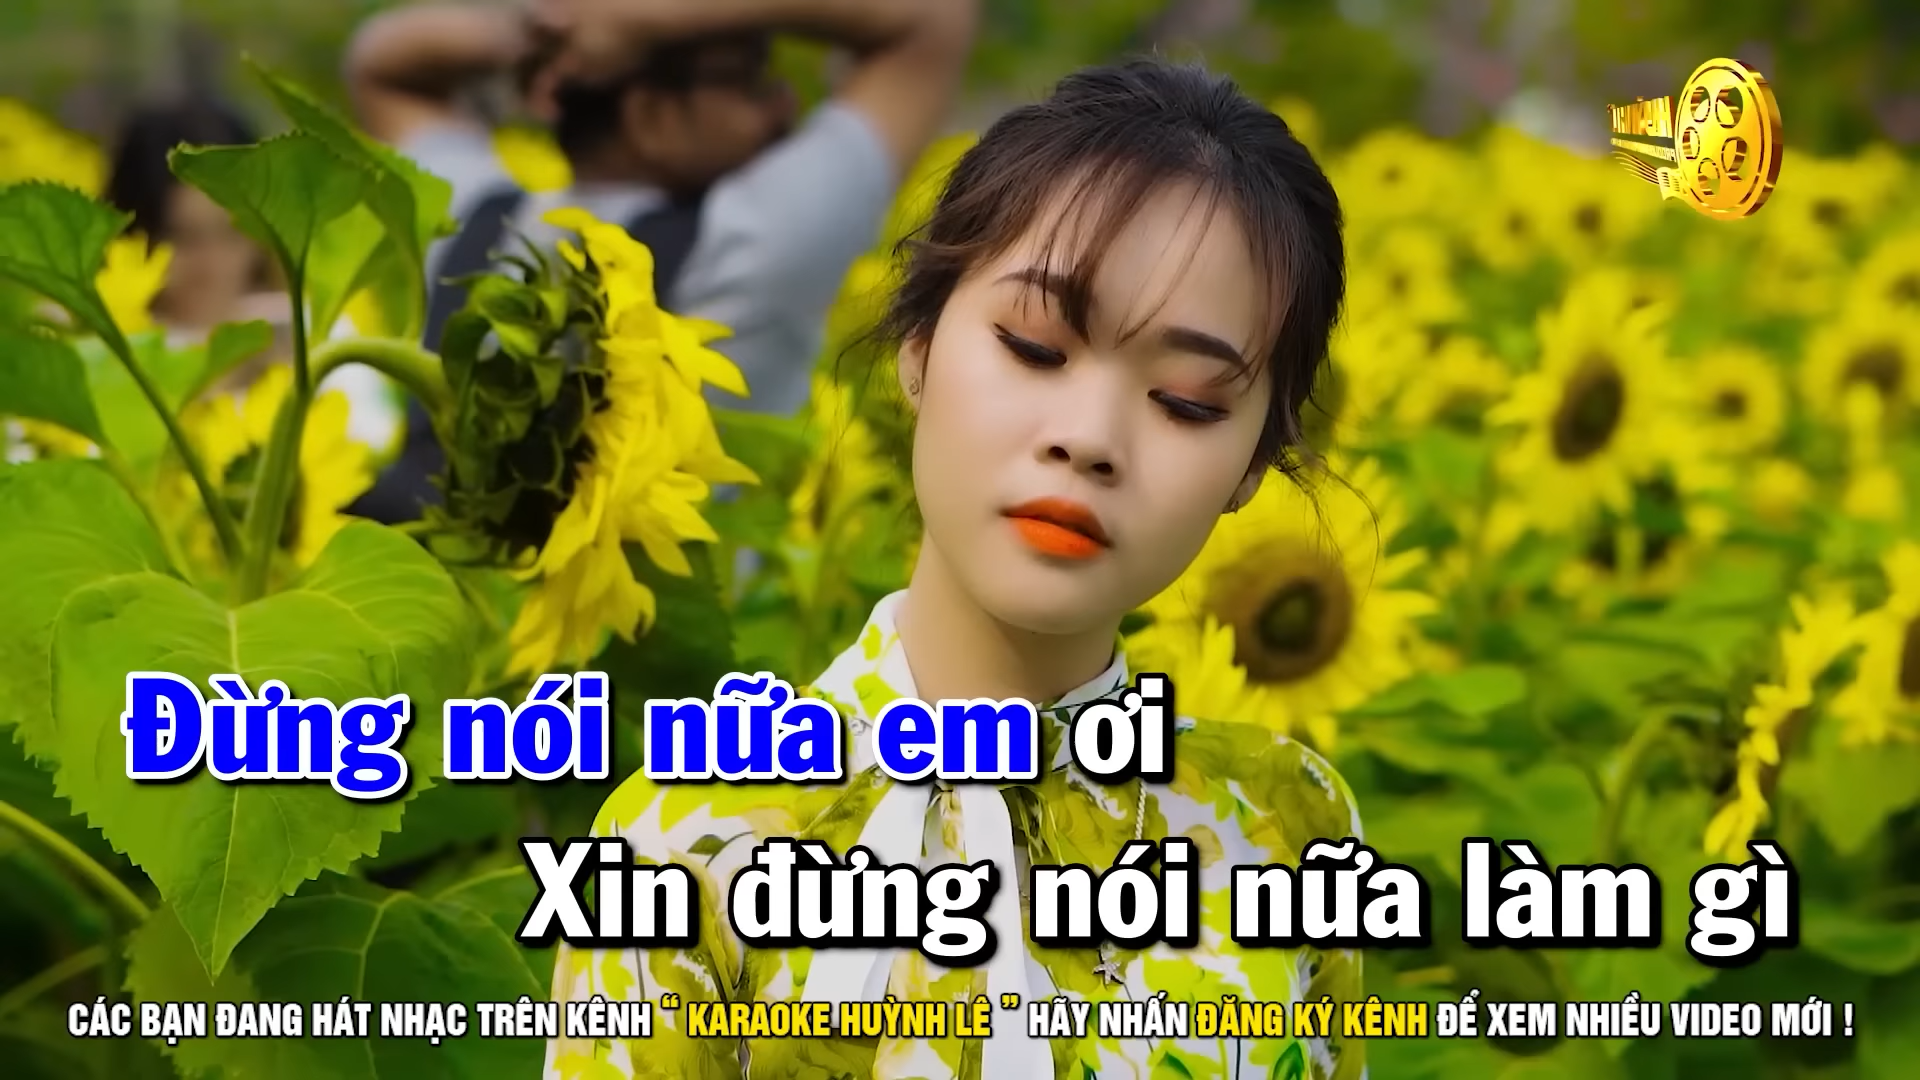 Đừng nói nữa em ơi
Xin đừng nói nữa làm gì
CÁC BẠN ĐANG HÁT NHẠC TRÊN KÊNH “ KARAOKE HUỲNH LÊ ” HÃY NHẤN ĐĂNG KÝ KÊNH ĐỂ XEM NHIỀU VIDEO MỚI !